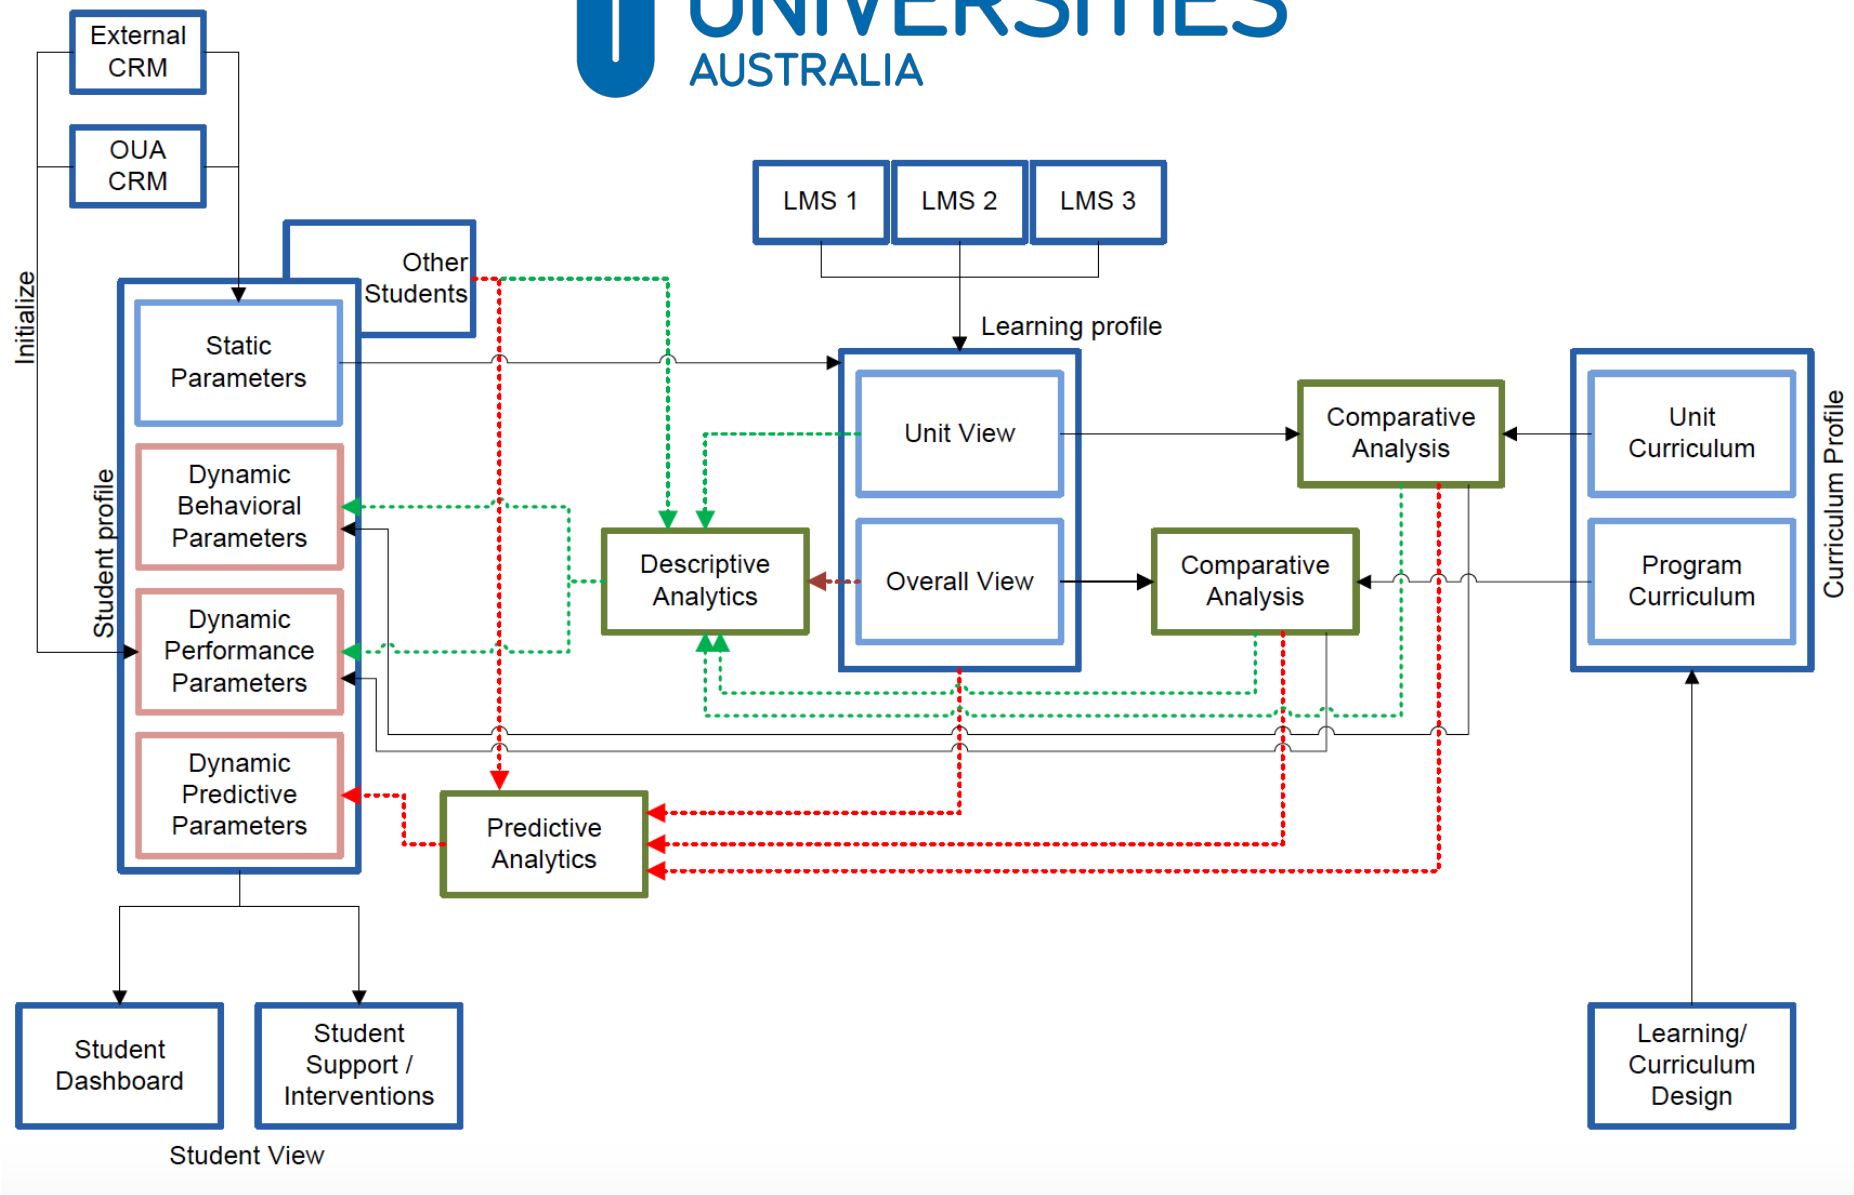 UNIVERSITIES
AUSTRALIA
External
CRM
OUA
CRM
Initialize
Other
Students
LMS 1
LMS 2
LMS 3
Learning profile
Student profile
Static
Parameters
Dynamic
Behavioral
Parameters
Dynamic
Performance
Parameters
Dynamic
Predictive
Parameters
Descriptive
Analytics
Predictive
Analytics
Unit View
Overall View
Comparative
Analysis
Comparative
Analysis
Unit
Curriculum
Program
Curriculum
Curriculum Profile
Student
Dashboard
Student
Support /
Interventions
Student View
Learning/
Curriculum
Design